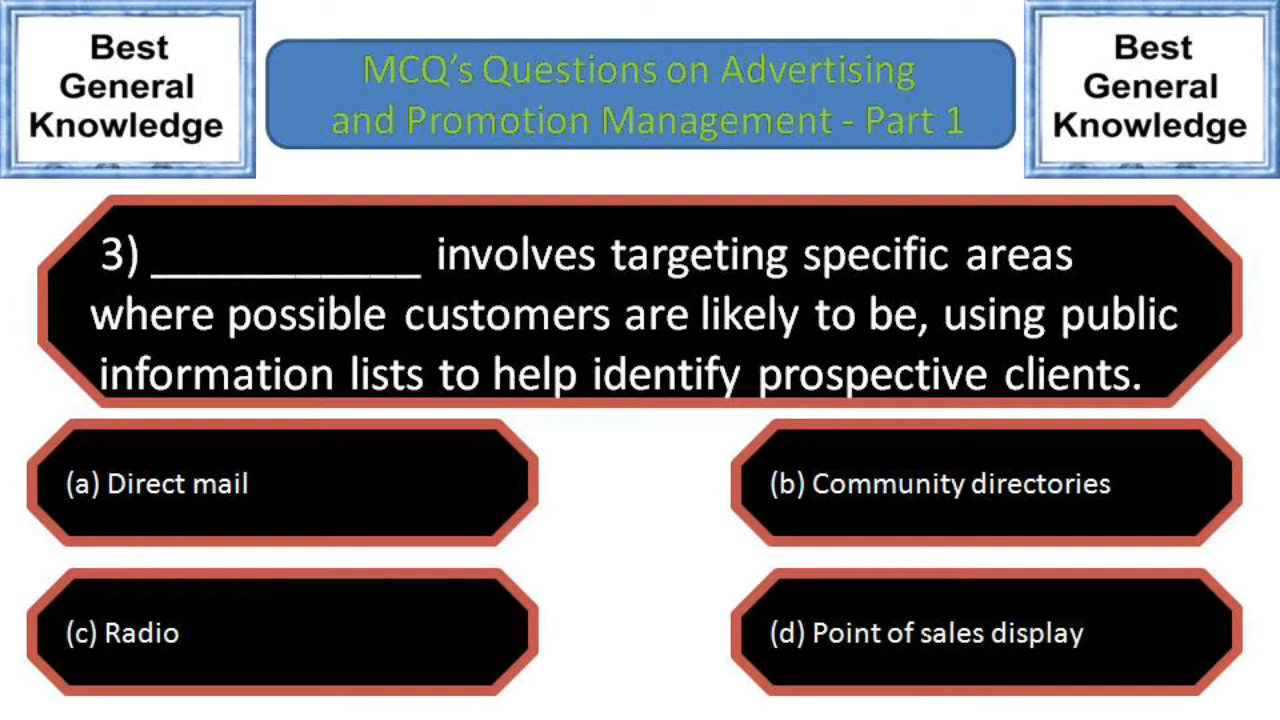 Best
General
Knowledge
MCQ's Questions on Advertising
and Promotion Management - Part 1
Best
General
Knowledge
3) ___________ involves targeting specific areas
where possible customers are likely to be, using public
information lists to help identify prospective clients.
(a) Direct mail
(b) Community directories
(c) Radio
(d) Point of sales display